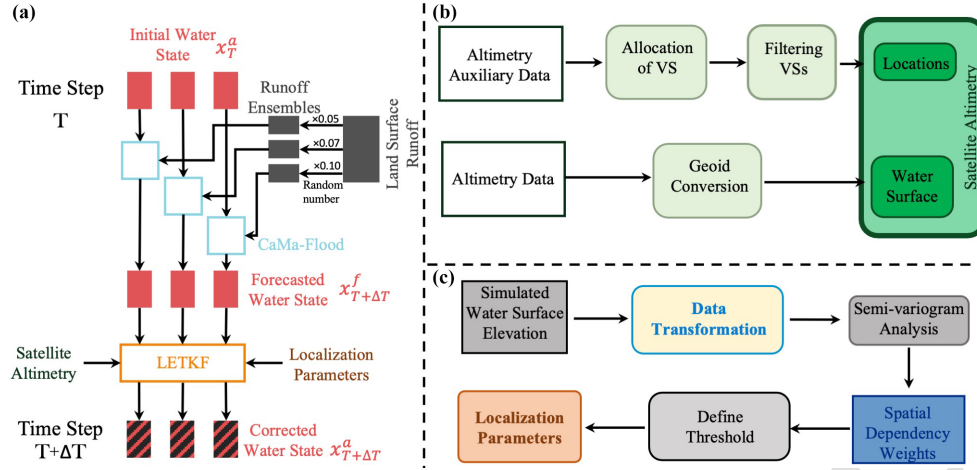 (a)
Initial Water
State
x_T^a
Time Step
T
Runoff
Ensembles
×0.05
×0.07
×0.10
Random
number
Land Surface
Runoff
CaMa-Flood
Forecasted
Water State
x_{T+ΔT}^f
Satellite
Altimetry
LETKF
Localization
Parameters
Time Step
T+ΔT
Corrected
Water State
x_{T+ΔT}^a
(b)
Altimetry
Auxiliary Data
Allocation
of VS
Filtering
VSs
Locations
Altimetry Data
Geoid
Conversion
Water
Surface
Satellite Altimetry
(c)
Simulated
Water Surface
Elevation
Data
Transformation
Semi-variogram
Analysis
Localization
Parameters
Define
Threshold
Spatial
Dependency
Weights